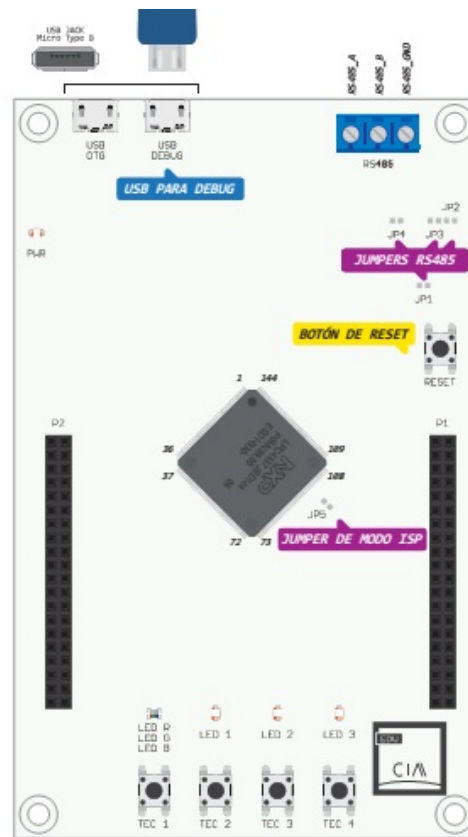 USB JACK
Micro Type B
RS485_A
RS485_B
RS485_GND
USB
OTG
USB
DEBUG
RS485
USB PARA DEBUG
PWR
JP2
JP4
JP3
JUMPERS RS485
JP1
BOTÓN DE RESET
RESET
1
144
P2
P1
36
37
109
108
NXP
JP5
72
73
JUMPER DE MODO ISP
LED R
LED G
LED B
LED 1
LED 2
LED 3
EDU
CIAA
TEC 1
TEC 2
TEC 3
TEC 4